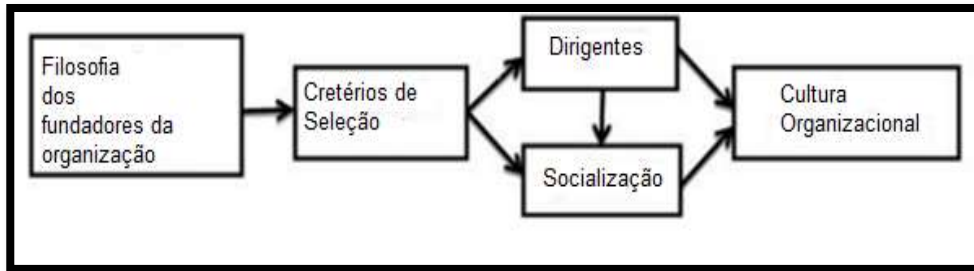 Filosofia
dos
fundadores da
organização
Cretérios de
Seleção
Dirigentes
Socialização
Cultura
Organizacional